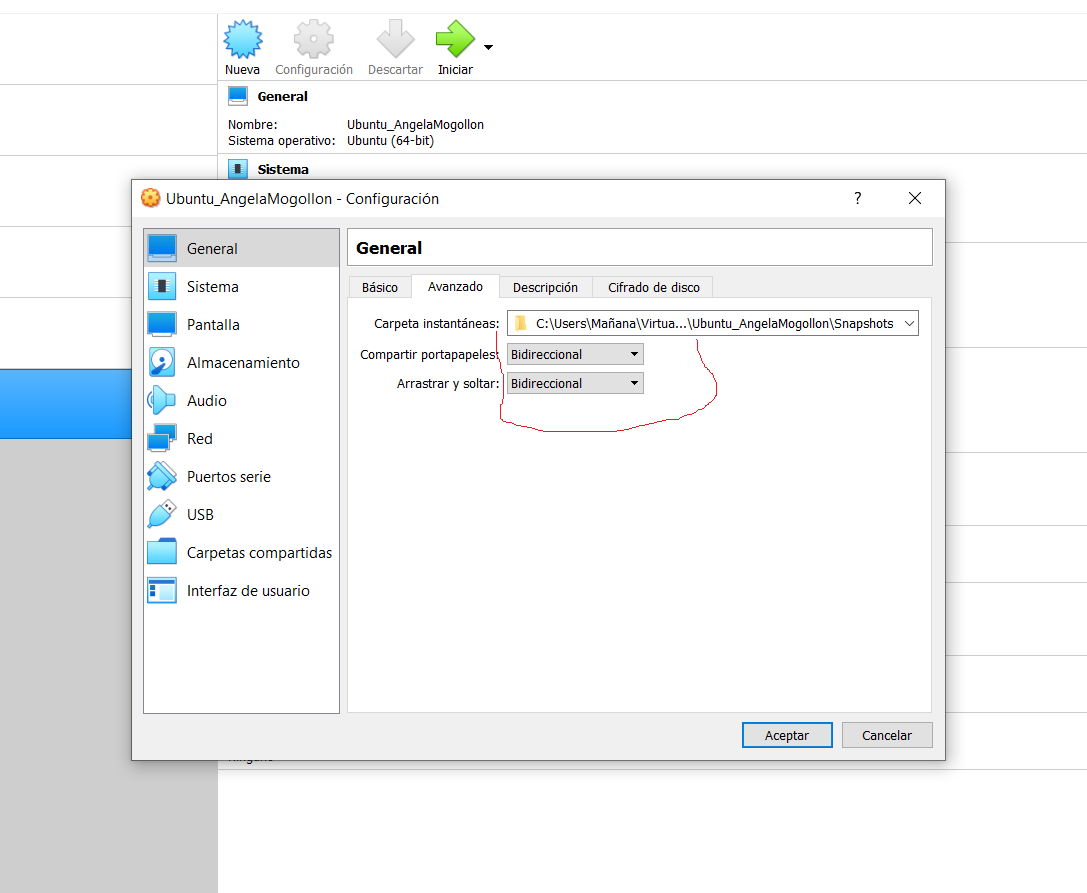 Nueva Configuración Descartar Iniciar
General
Nombre: Ubuntu_AngelaMogollon
Sistema operativo: Ubuntu (64-bit)
Sistema
Ubuntu_AngelaMogollon - Configuración ?
General
Sistema
Pantalla
Almacenamiento
Audio
Red
Puertos serie
USB
Carpetas compartidas
Interfaz de usuario
General
Básico Avanzado Descripción Cifrado de disco
Carpeta instantáneas: C:\Users\Mañana\Virtua...\Ubuntu_AngelaMogollon\Snapshots
Compartir portapapeles: Bidireccional
Arrastrar y soltar: Bidireccional
Aceptar Cancelar